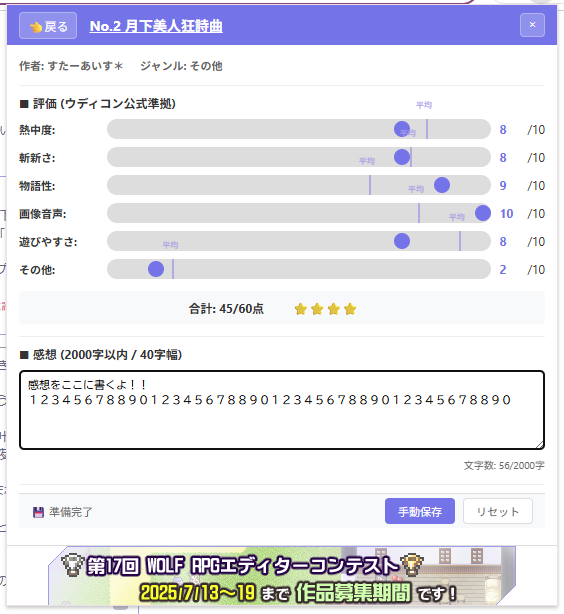 👈戻る No.2 月下美人狂詩曲 ×
作者: すたーあいす＊ ジャンル: その他
■ 評価 (ウディコン公式準拠)
平均
熱中度: 8 /10
平均
斬新さ: 8 /10
平均
物語性: 9 /10
平均
画像音声: 10 /10
平均
遊びやすさ: 8 /10
平均
その他: 2 /10
合計: 45/60点 ⭐⭐⭐⭐
■ 感想 (2000字以内 / 40字幅)
感想をここに書くよ！！
１２３４５６７８８９０１２３４５６７８８９０１２３４５６７８８９０１２３４５６７８８９０
文字数: 56/2000字
💾 準備完了 手動保存 リセット
第17回 WOLF RPGエディターコンテスト
2025/7/13～19 まで 作品募集期間 です！